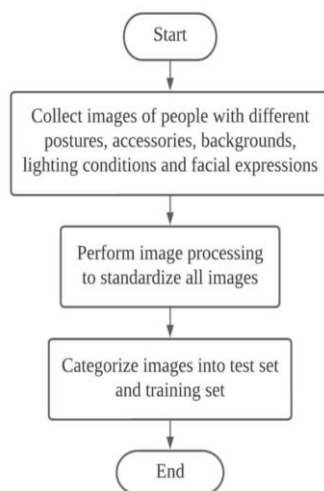 Start
Collect images of people with different
postures, accessories, backgrounds,
lighting conditions and facial expressions
Perform image processing
to standardize all images
Categorize images into test set
and training set
End